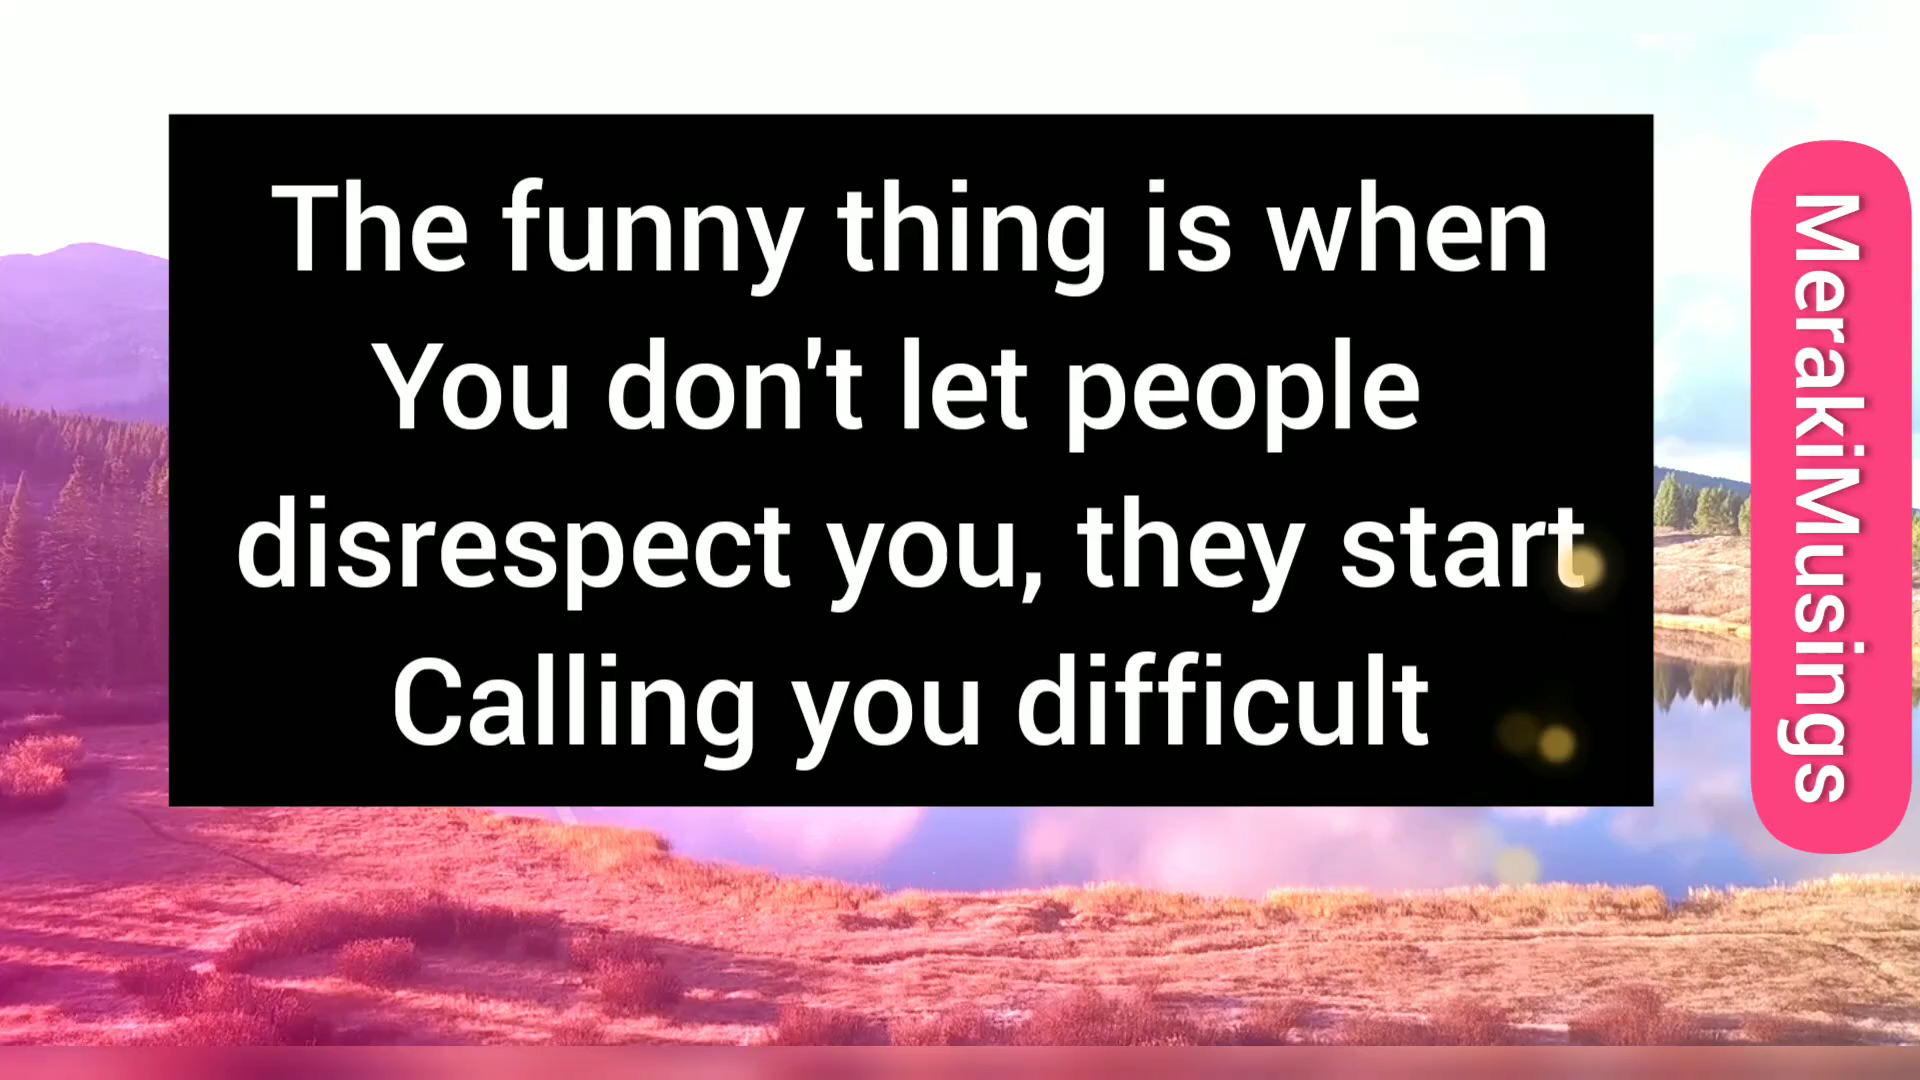 The funny thing is when
You don't let people
disrespect you, they start
Calling you difficult
MerakiMusings